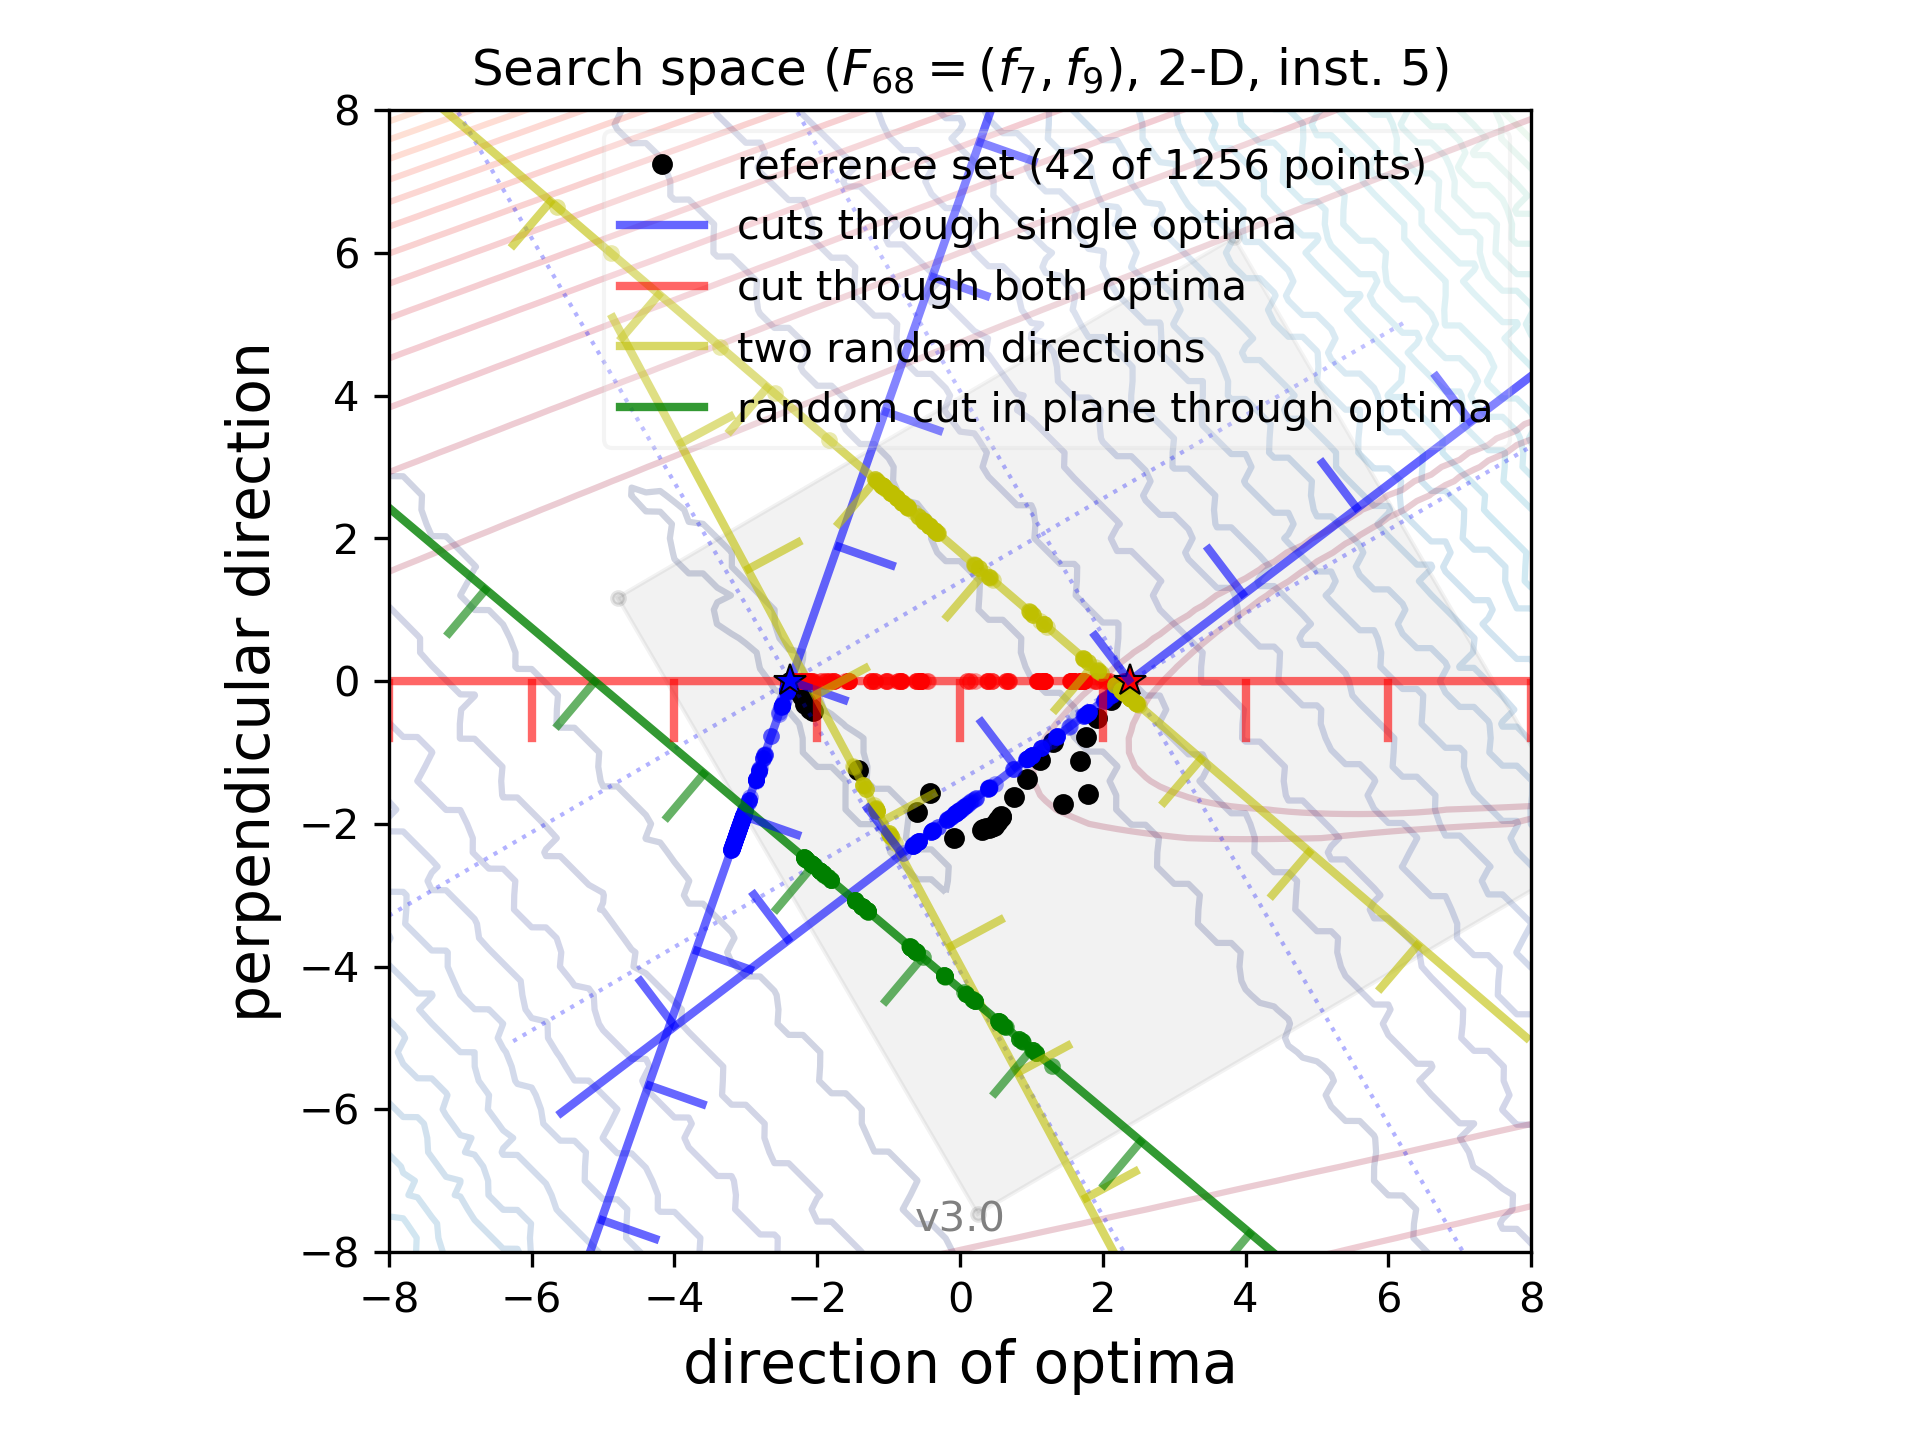 Search space (F₆₈ = (f₇, f₉), 2-D, inst. 5)
reference set (42 of 1256 points)
cuts through single optima
cut through both optima
two random directions
random cut in plane through optima
8
6
4
2
0
−2
−4
−6
−8
perpendicular direction
v3.0
−8 −6 −4 −2 0 2 4 6 8
direction of optima